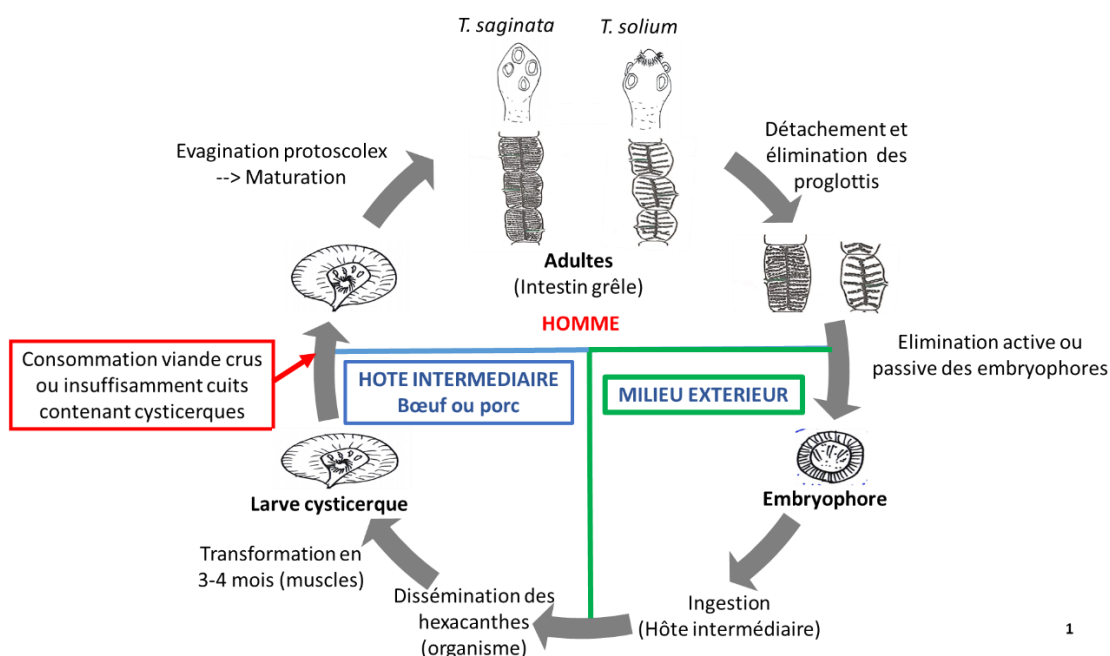 T. saginata
T. solium
Evagination protoscolex
--> Maturation
Détachement et
élimination des
proglottis
Adultes
(Intestin grêle)
HOMME
Consommation viande crus
ou insuffisamment cuits
contenant cysticerques
HOTE INTERMEDIAIRE
Bœuf ou porc
MILIEU EXTERIEUR
Elimination active ou
passive des embryophores
Larve cysticerque
Embryophore
Transformation en
3-4 mois (muscles)
Dissémination des
hexacanthes
(organisme)
Ingestion
(Hôte intermédiaire)
1